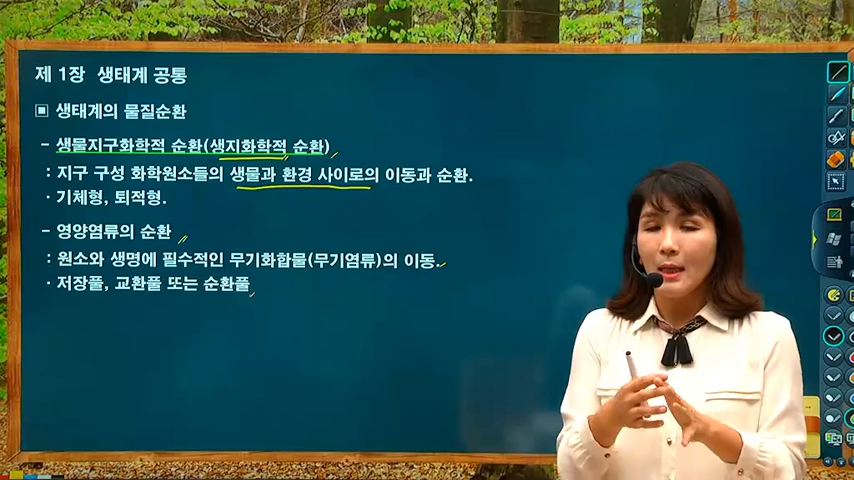 제 1장 생태계 공통
▣ 생태계의 물질순환
- 생물지구화학적 순환(생지화학적 순환)
: 지구 구성 화학원소들의 생물과 환경 사이로의 이동과 순환.
· 기체형, 퇴적형.
- 영양염류의 순환
: 원소와 생명에 필수적인 무기화합물(무기염류)의 이동.
· 저장풀, 교환풀 또는 순환풀